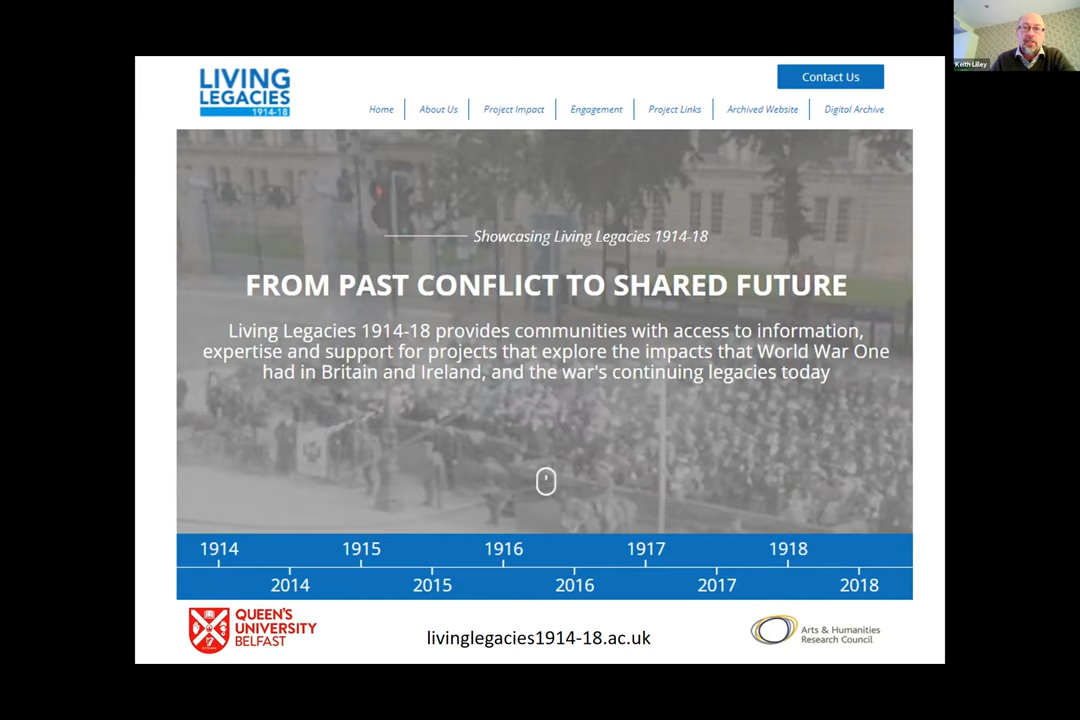 Keith Lilley
LIVING
LEGACIES
1914-18
Contact Us
Home
About Us
Project Impact
Engagement
Project Links
Archived Website
Digital Archive
Showcasing Living Legacies 1914-18
FROM PAST CONFLICT TO SHARED FUTURE
Living Legacies 1914-18 provides communities with access to information,
expertise and support for projects that explore the impacts that World War One
had in Britain and Ireland, and the war's continuing legacies today
1914 1915 1916 1917 1918
2014 2015 2016 2017 2018
QUEEN'S
UNIVERSITY
BELFAST
livinglegacies1914-18.ac.uk
Arts & Humanities
Research Council